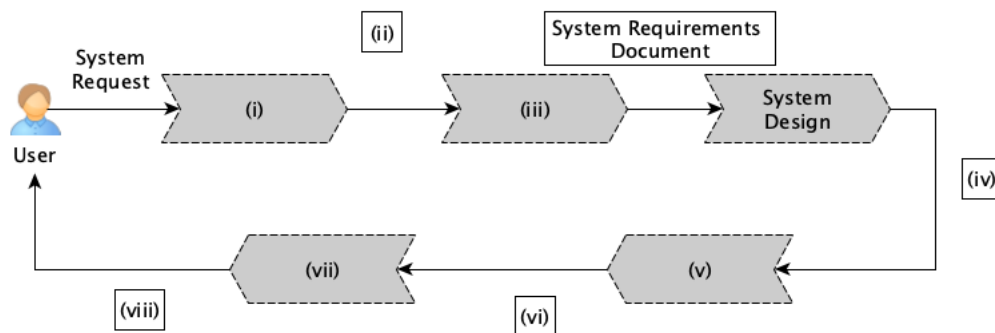 (ii)
System Requirements
Document
System
Request
(i)
(iii)
System
Design
User
(iv)
(vii)
(v)
(viii)
(vi)